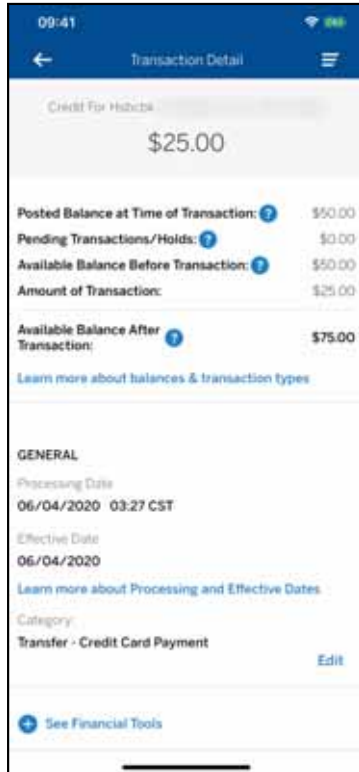 09:41
Transaction Detail
Credit For Hsbcbk
$25.00
Posted Balance at Time of Transaction: ? $50.00
Pending Transactions/Holds: ? $0.00
Available Balance Before Transaction: ? $50.00
Amount of Transaction: $25.00
Available Balance After ? $75.00
Transaction:
Learn more about balances & transaction types
GENERAL
Processing Date
06/04/2020 03:27 CST
Effective Date
06/04/2020
Learn more about Processing and Effective Dates
Category:
Transfer - Credit Card Payment
Edit
See Financial Tools